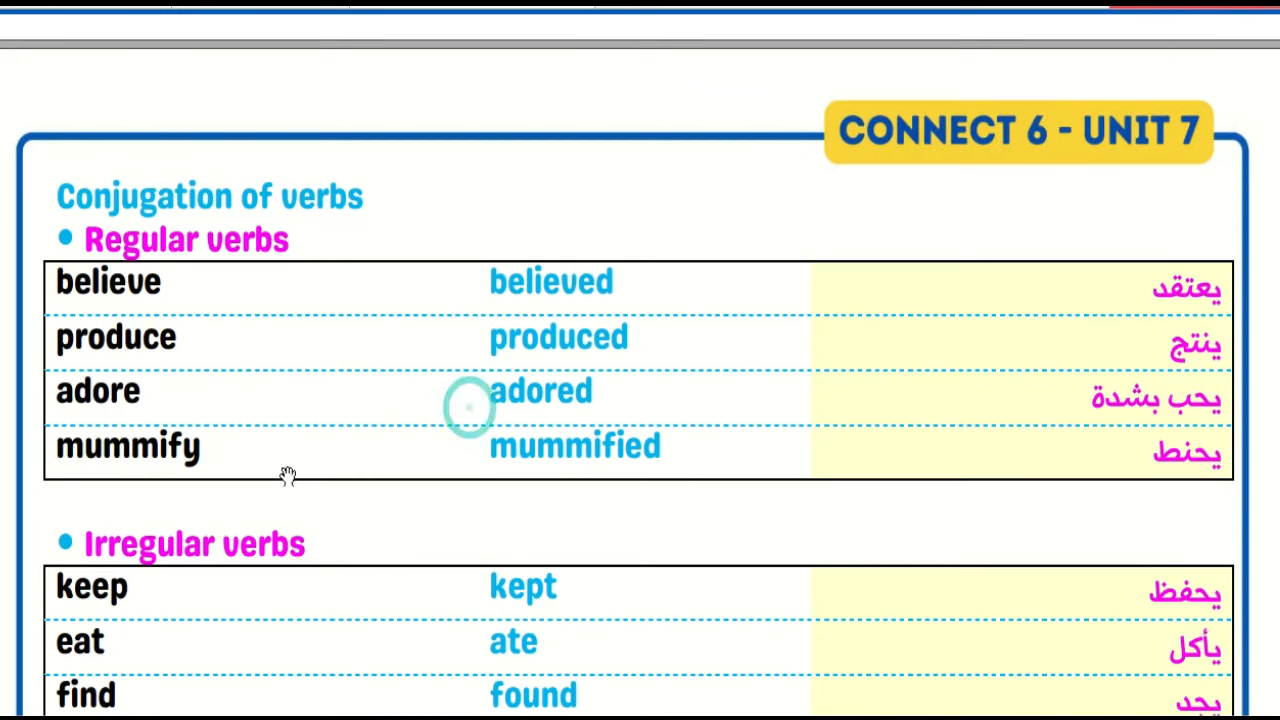 CONNECT 6 - UNIT 7
Conjugation of verbs
• Regular verbs
believe believed يعتقد
produce produced ينتج
adore adored يحب بشدة
mummify mummified يحنط
• Irregular verbs
keep kept يحفظ
eat ate يأكل
find found يجد